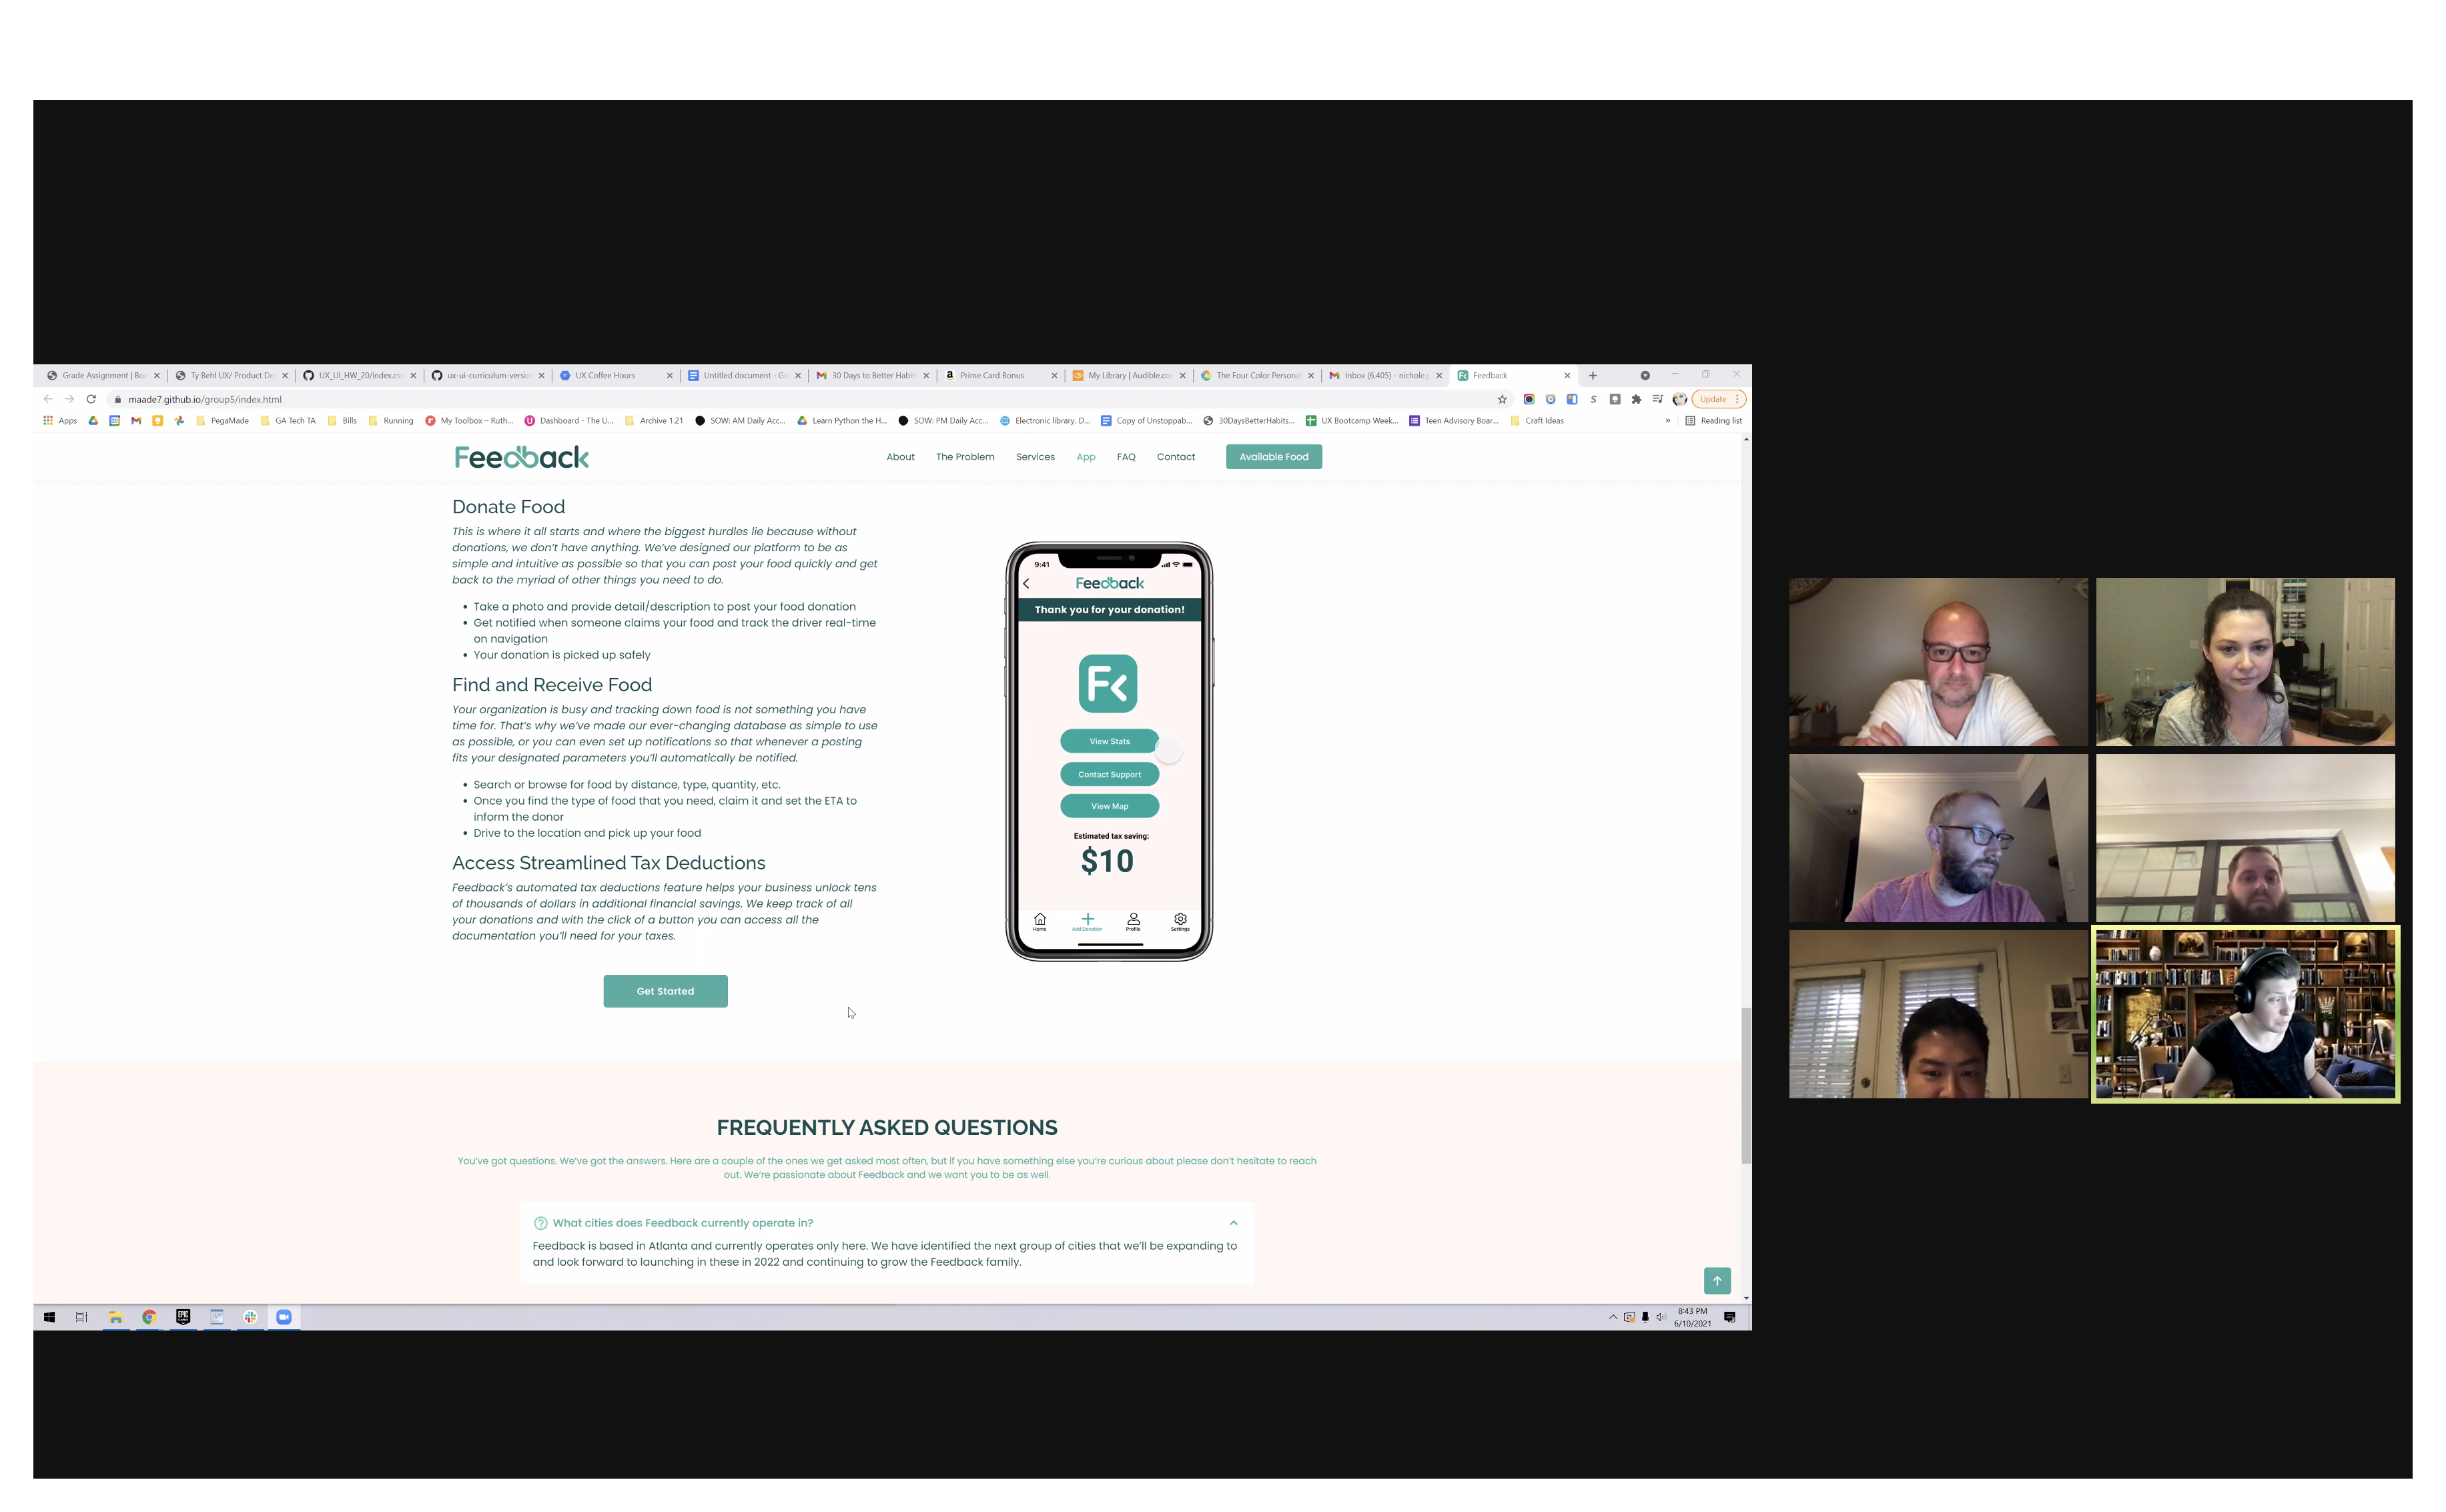 Grade Assignment | Bo
Ty Behl UX/ Product De
UX_UI_HW_20/index.cs
ux-ui-curriculum-versio
UX Coffee Hours
Untitled document - Go
30 Days to Better Habit
Prime Card Bonus
My Library | Audible.co
The Four Color Persona
Inbox (6,405) - nichole.
Feedback
maade7.github.io/group5/index.html
Update
Apps
PegaMade
GA Tech TA
Bills
Running
My Toolbox – Ruth...
Dashboard - The U...
Archive 1.21
SOW: AM Daily Acc...
Learn Python the H...
SOW: PM Daily Acc...
Electronic library. D...
Copy of Unstoppab...
30DaysBetterHabits...
UX Bootcamp Week...
Teen Advisory Boar...
Craft Ideas
»
Reading list
Feedback
About
The Problem
Services
App
FAQ
Contact
Available Food
Donate Food
This is where it all starts and where the biggest hurdles lie because without
donations, we don't have anything. We've designed our platform to be as
simple and intuitive as possible so that you can post your food quickly and get
back to the myriad of other things you need to do.
• Take a photo and provide detail/description to post your food donation
• Get notified when someone claims your food and track the driver real-time
on navigation
• Your donation is picked up safely
Find and Receive Food
Your organization is busy and tracking down food is not something you have
time for. That's why we've made our ever-changing database as simple to use
as possible, or you can even set up notifications so that whenever a posting
fits your designated parameters you'll automatically be notified.
• Search or browse for food by distance, type, quantity, etc.
• Once you find the type of food that you need, claim it and set the ETA to
inform the donor
• Drive to the location and pick up your food
Access Streamlined Tax Deductions
Feedback's automated tax deductions feature helps your business unlock tens
of thousands of dollars in additional financial savings. We keep track of all
your donations and with the click of a button you can access all the
documentation you'll need for your taxes.
Get Started
9:41
Feedback
Thank you for your donation!
View Stats
Contact Support
View Map
Estimated tax saving:
$10
Home
Add Donation
Profile
Settings
FREQUENTLY ASKED QUESTIONS
You've got questions. We've got the answers. Here are a couple of the ones we get asked most often, but if you have something else you're curious about please don't hesitate to reach
out. We're passionate about Feedback and we want you to be as well.
What cities does Feedback currently operate in?
Feedback is based in Atlanta and currently operates only here. We have identified the next group of cities that we'll be expanding to
and look forward to launching in these in 2022 and continuing to grow the Feedback family.
8:43 PM
6/10/2021